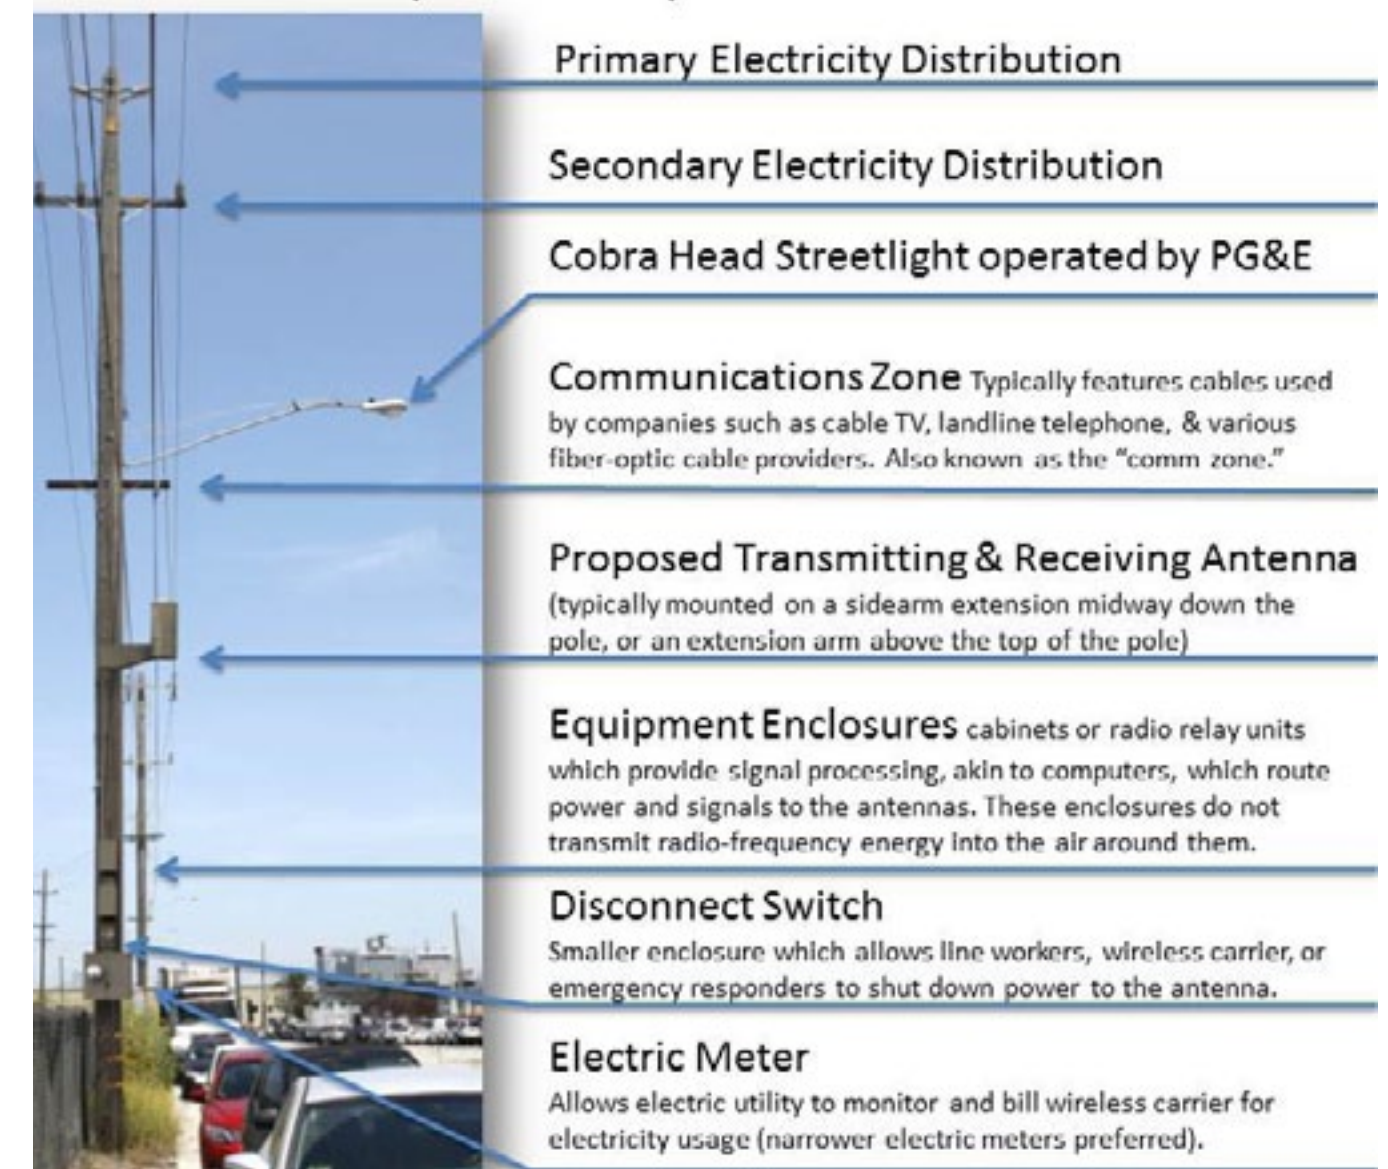 Primary Electricity Distribution
Secondary Electricity Distribution
Cobra Head Streetlight operated by PG&E
Communications Zone Typically features cables used
by companies such as cable TV, landline telephone, & various
fiber-optic cable providers. Also known as the “comm zone.”
Proposed Transmitting & Receiving Antenna
(typically mounted on a sidearm extension midway down the
pole, or an extension arm above the top of the pole)
Equipment Enclosures cabinets or radio relay units
which provide signal processing, akin to computers, which route
power and signals to the antennas. These enclosures do not
transmit radio-frequency energy into the air around them.
Disconnect Switch
Smaller enclosure which allows line workers, wireless carrier, or
emergency responders to shut down power to the antenna.
Electric Meter
Allows electric utility to monitor and bill wireless carrier for
electricity usage (narrower electric meters preferred).